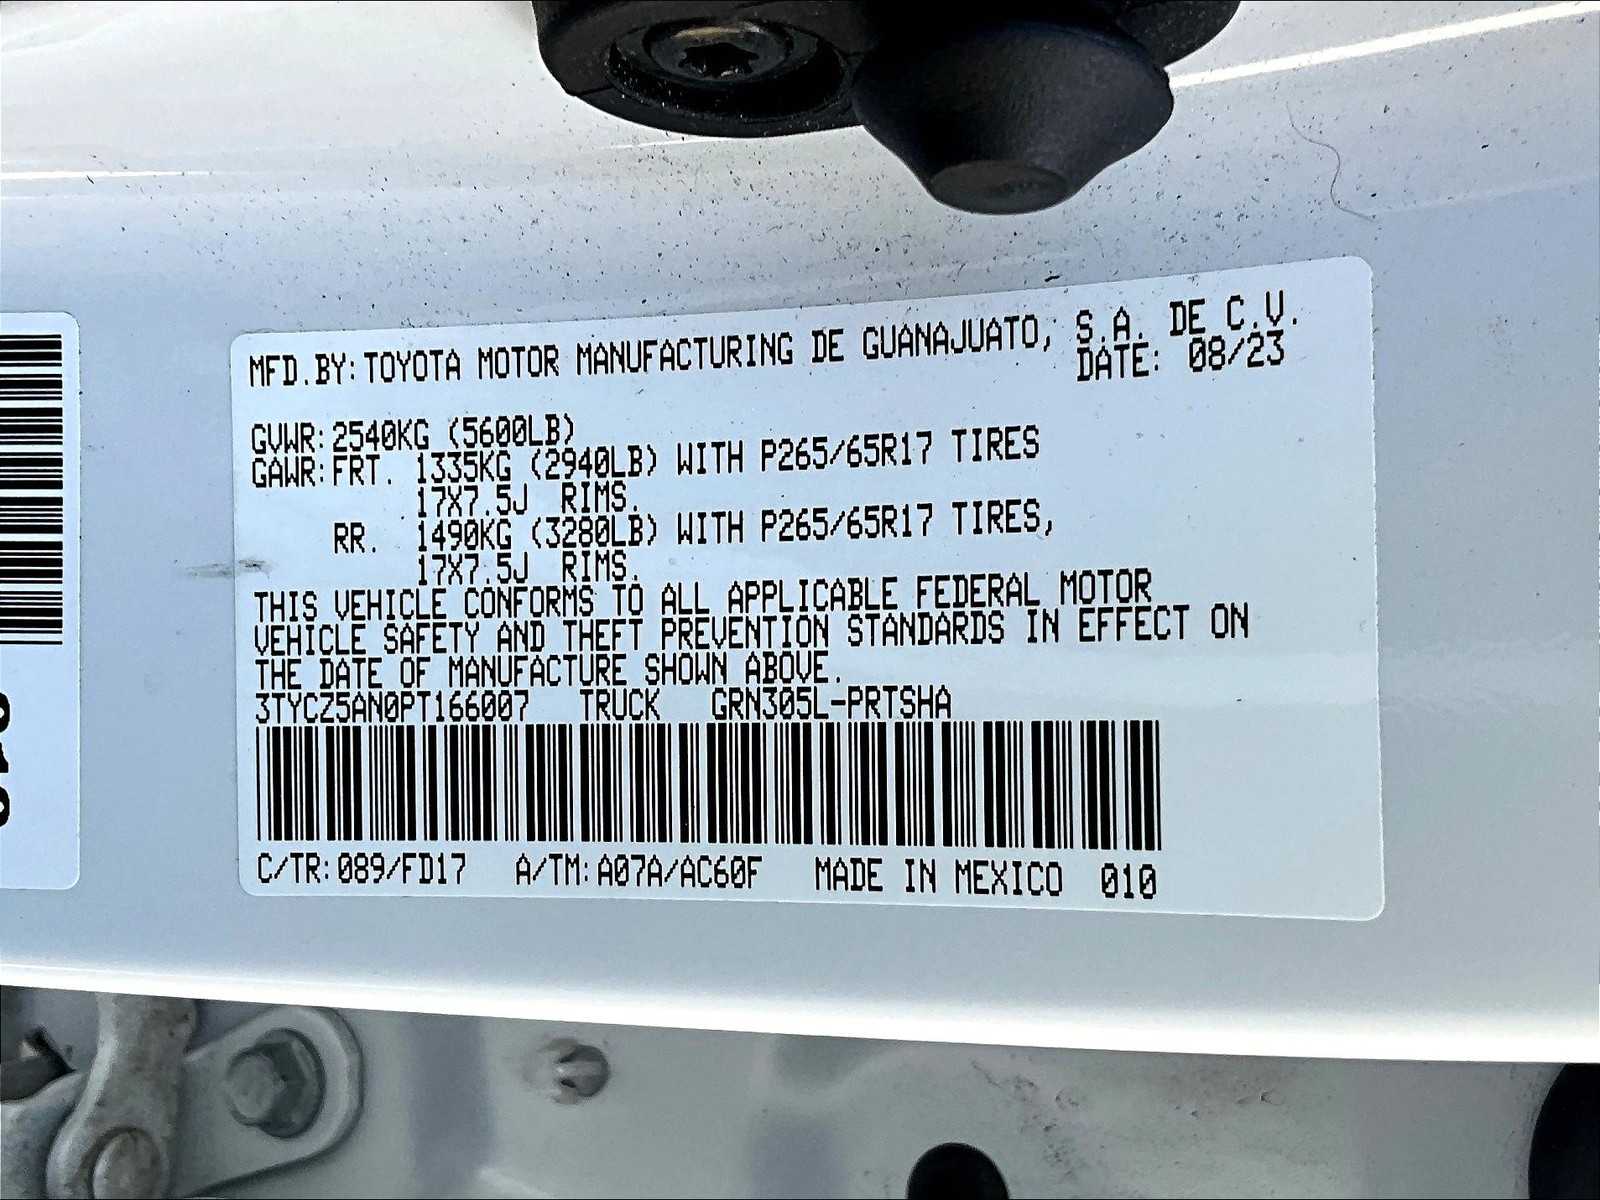 MFD.BY: TOYOTA MOTOR MANUFACTURING DE GUANAJUATO, S.A. DE C.V.
DATE: 08/23
GVWR: 2540KG (5600LB)
GAWR: FRT. 1335KG (2940LB) WITH P265/65R17 TIRES
17X7.5J RIMS.
RR. 1490KG (3280LB) WITH P265/65R17 TIRES,
17X7.5J RIMS.
THIS VEHICLE CONFORMS TO ALL APPLICABLE FEDERAL MOTOR
VEHICLE SAFETY AND THEFT PREVENTION STANDARDS IN EFFECT ON
THE DATE OF MANUFACTURE SHOWN ABOVE.
3TYCZ5AN0PT166007 TRUCK GRN305L-PRTSHA
C/TR: 089/FD17 A/TM: A07A/AC60F MADE IN MEXICO 010